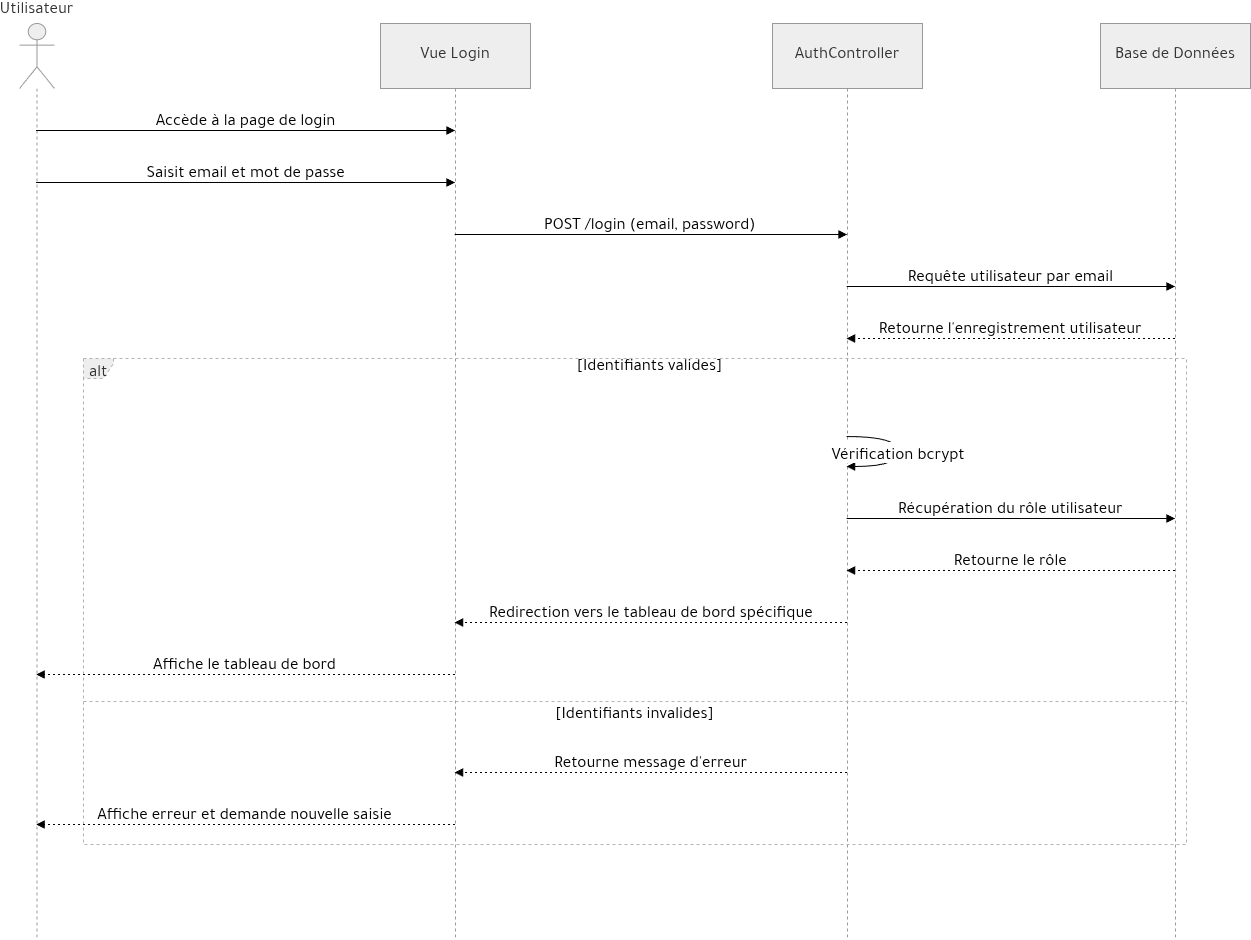 Utilisateur
Vue Login
AuthController
Base de Données
Accède à la page de login
Saisit email et mot de passe
POST /login (email, password)
Requête utilisateur par email
Retourne l'enregistrement utilisateur
alt
[Identifiants valides]
Vérification bcrypt
Récupération du rôle utilisateur
Retourne le rôle
Redirection vers le tableau de bord spécifique
Affiche le tableau de bord
[Identifiants invalides]
Retourne message d'erreur
Affiche erreur et demande nouvelle saisie